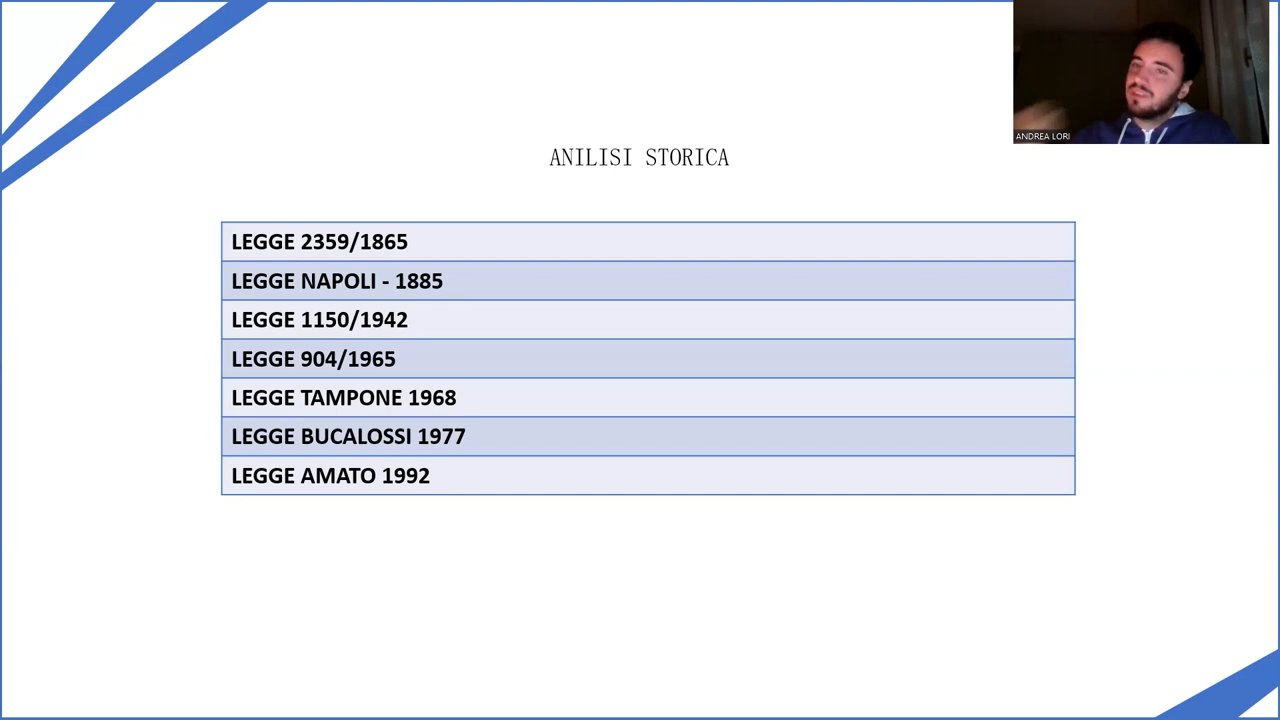 ANDREA LORI
ANILISI STORICA
LEGGE 2359/1865
LEGGE NAPOLI - 1885
LEGGE 1150/1942
LEGGE 904/1965
LEGGE TAMPONE 1968
LEGGE BUCALOSSI 1977
LEGGE AMATO 1992